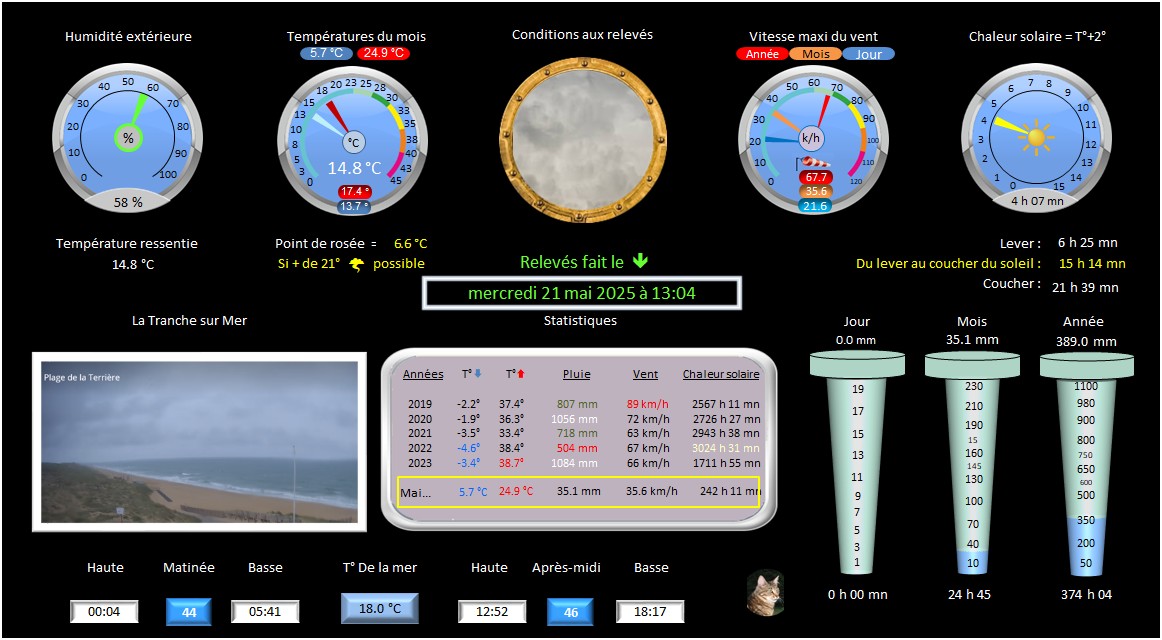 Humidité extérieure
Températures du mois
Conditions aux relevés
Vitesse maxi du vent
Chaleur solaire = T°+2°
5.7 °C 24.9 °C
Année Mois Jour
0 10 20 30 40 50 60 70 80 90 100
%
58 %
0 3 5 8 10 13 15 18 20 23 25 28 30 33 35 38 40 43 45
°C
14.8 °C
17.4 °
13.7 °
0 10 20 30 40 50 60 70 80 90 100 110 120
k/h
67.7
35.6
21.6
0 1 2 3 4 5 6 7 8 9 10 11 12 13 14 15
4 h 07 mn
Température ressentie
14.8 °C
Point de rosée = 6.6 °C
Si + de 21° possible
Relevés fait le
mercredi 21 mai 2025 à 13:04
Lever : 6 h 25 mn
Du lever au coucher du soleil : 15 h 14 mn
Coucher : 21 h 39 mn
La Tranche sur Mer
Plage de la Terrière
Statistiques
Années T° T° Pluie Vent Chaleur solaire
2019 -2.2° 37.4° 807 mm 89 km/h 2567 h 11 mn
2020 -1.9° 36.3° 1056 mm 72 km/h 2726 h 27 mn
2021 -3.5° 33.4° 718 mm 63 km/h 2943 h 38 mn
2022 -4.6° 38.4° 504 mm 67 km/h 3024 h 31 mn
2023 -3.4° 38.7° 1084 mm 66 km/h 1711 h 55 mn
Mai... 5.7 °C 24.9 °C 35.1 mm 35.6 km/h 242 h 11 mn
Jour
0.0 mm
19
17
15
13
11
9
7
5
3
1
0 h 00 mn
Mois
35.1 mm
230
210
190
15
160
145
130
100
70
40
10
24 h 45
Année
389.0 mm
1100
980
900
800
750
650
600
500
350
200
50
374 h 04
Haute Matinée Basse
00:04 44 05:41
T° De la mer
18.0 °C
Haute Après-midi Basse
12:52 46 18:17